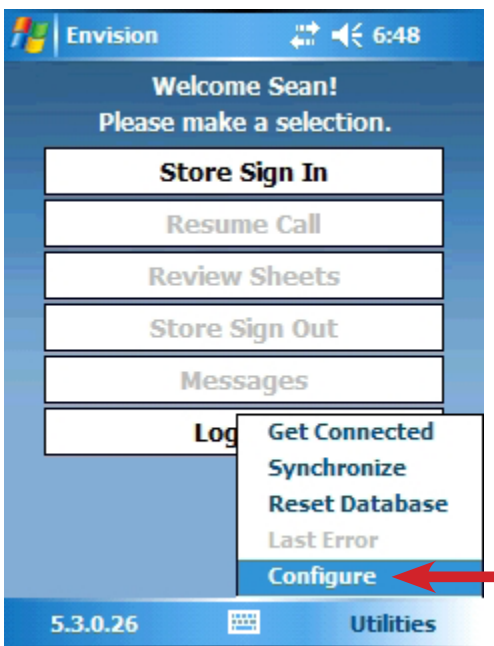 Envision 6:48
Welcome Sean!
Please make a selection.
Store Sign In
Resume Call
Review Sheets
Store Sign Out
Messages
Log
Get Connected
Synchronize
Reset Database
Last Error
Configure
5.3.0.26 Utilities